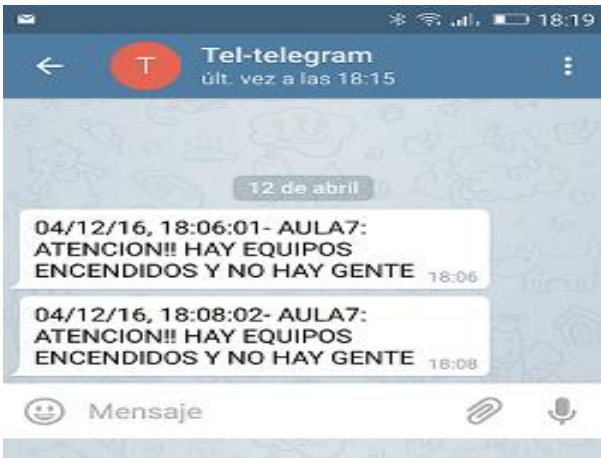 18:19
T
Tel-telegram
últ. vez a las 18:15
12 de abril
04/12/16, 18:06:01- AULA7:
ATENCION!! HAY EQUIPOS
ENCENDIDOS Y NO HAY GENTE 18:06
04/12/16, 18:08:02- AULA7:
ATENCION!! HAY EQUIPOS
ENCENDIDOS Y NO HAY GENTE 18:08
Mensaje